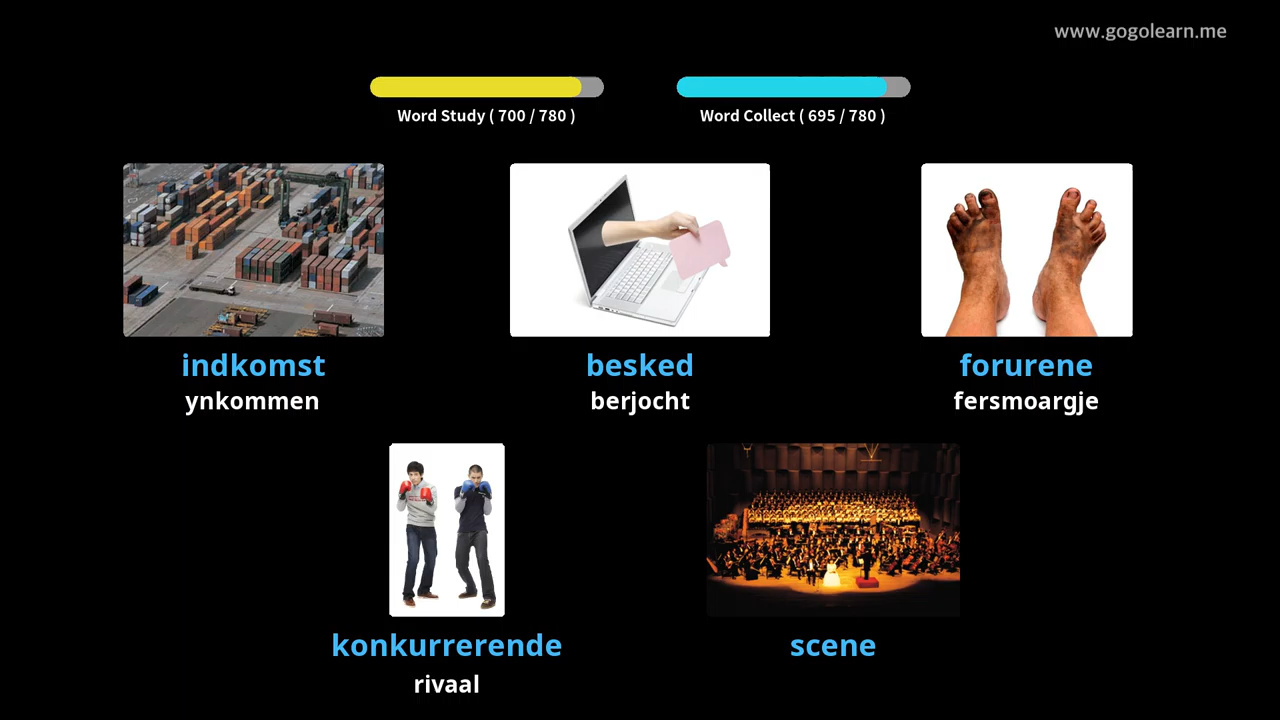 www.gogolearn.me
Word Study ( 700 / 780 )
Word Collect ( 695 / 780 )
indkomst
ynkommen
besked
berjocht
forurene
fersmoargje
konkurrerende
rivaal
scene